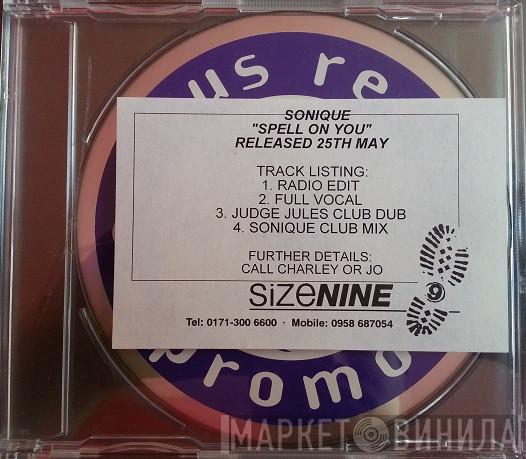 us re
SONIQUE
"SPELL ON YOU"
RELEASED 25TH MAY
TRACK LISTING:
1. RADIO EDIT
2. FULL VOCAL
3. JUDGE JULES CLUB DUB
4. SONIQUE CLUB MIX
FURTHER DETAILS:
CALL CHARLEY OR JO
sizeNINE 9
Tel: 0171-300 6600 · Mobile: 0958 687054
promo
МАРКЕТ ВИНИЛА